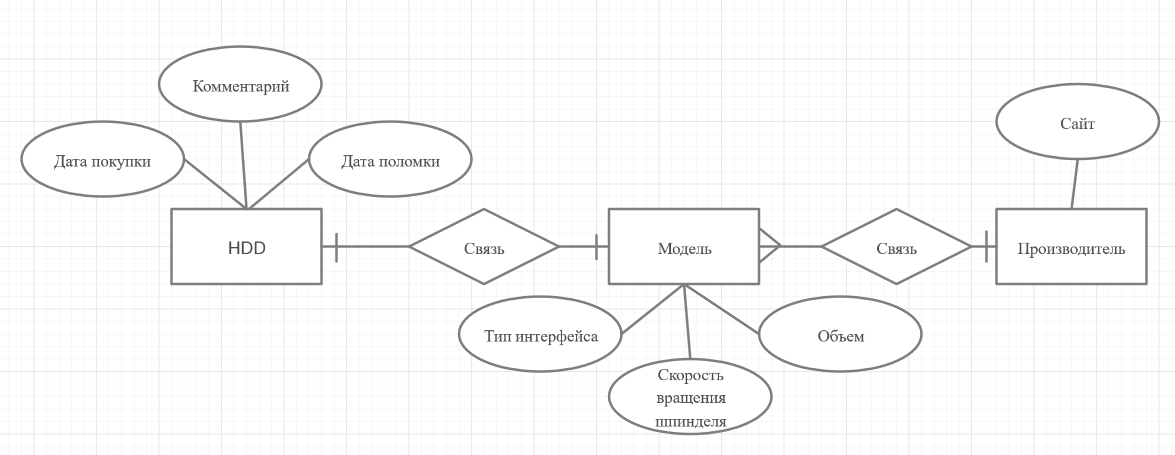 Комментарий
Дата покупки
Дата поломки
Сайт
HDD
Связь
Модель
Связь
Производитель
Тип интерфейса
Объем
Скорость
вращения
шпинделя